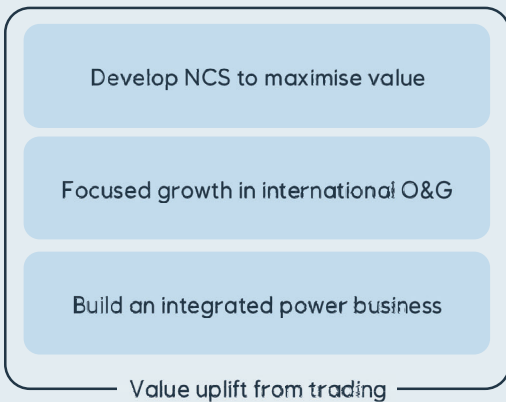 Develop NCS to maximise value
Focused growth in international O&G
Build an integrated power business
Value uplift from trading